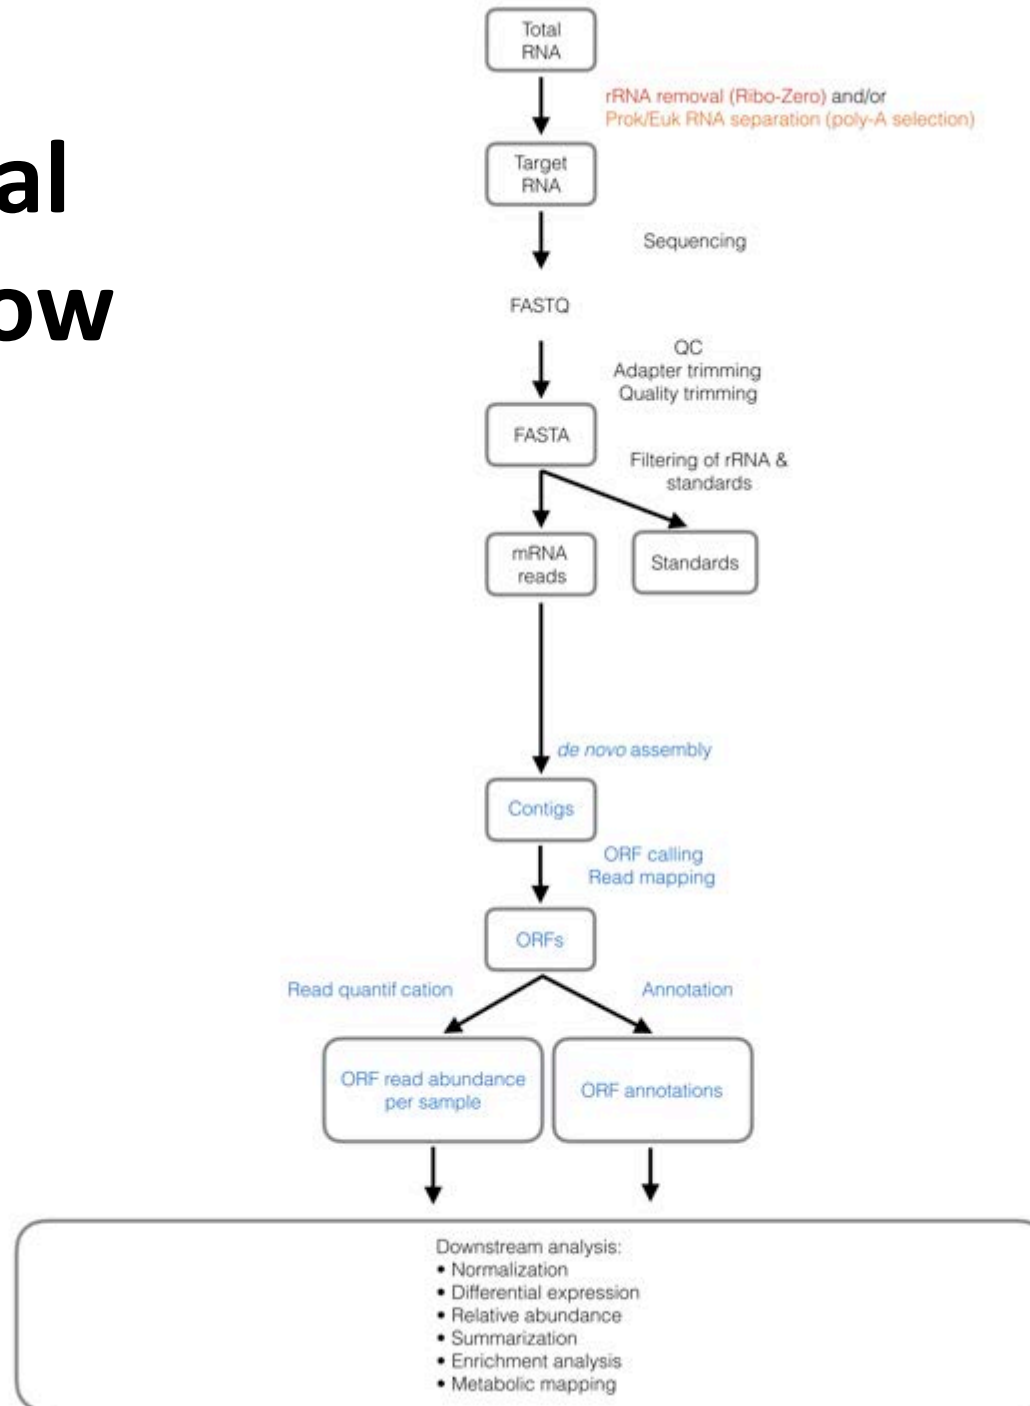 al
ow
Total
RNA
rRNA removal (Ribo-Zero) and/or
Prok/Euk RNA separation (poly-A selection)
Target
RNA
Sequencing
FASTQ
QC
Adapter trimming
Quality trimming
FASTA
Filtering of rRNA &
standards
mRNA
reads
Standards
de novo assembly
Contigs
ORF calling
Read mapping
ORFs
Read quantif cation
Annotation
ORF read abundance
per sample
ORF annotations
Downstream analysis:
• Normalization
• Differential expression
• Relative abundance
• Summarization
• Enrichment analysis
• Metabolic mapping